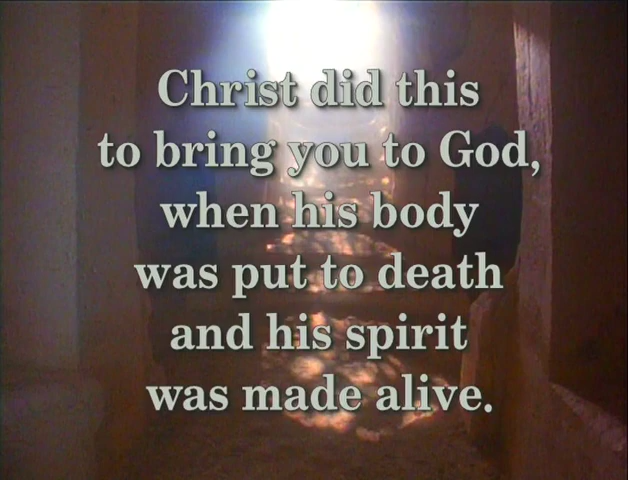 Christ did this
to bring you to God,
when his body
was put to death
and his spirit
was made alive.